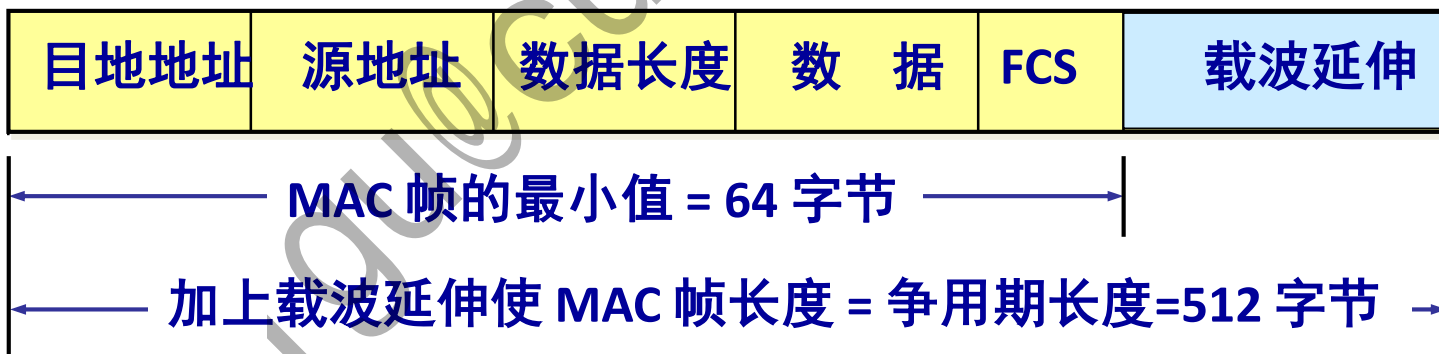 目地地址 源地址 数据长度 数 据 FCS 载波延伸
MAC 帧的最小值 = 64 字节
加上载波延伸使 MAC 帧长度 = 争用期长度=512 字节